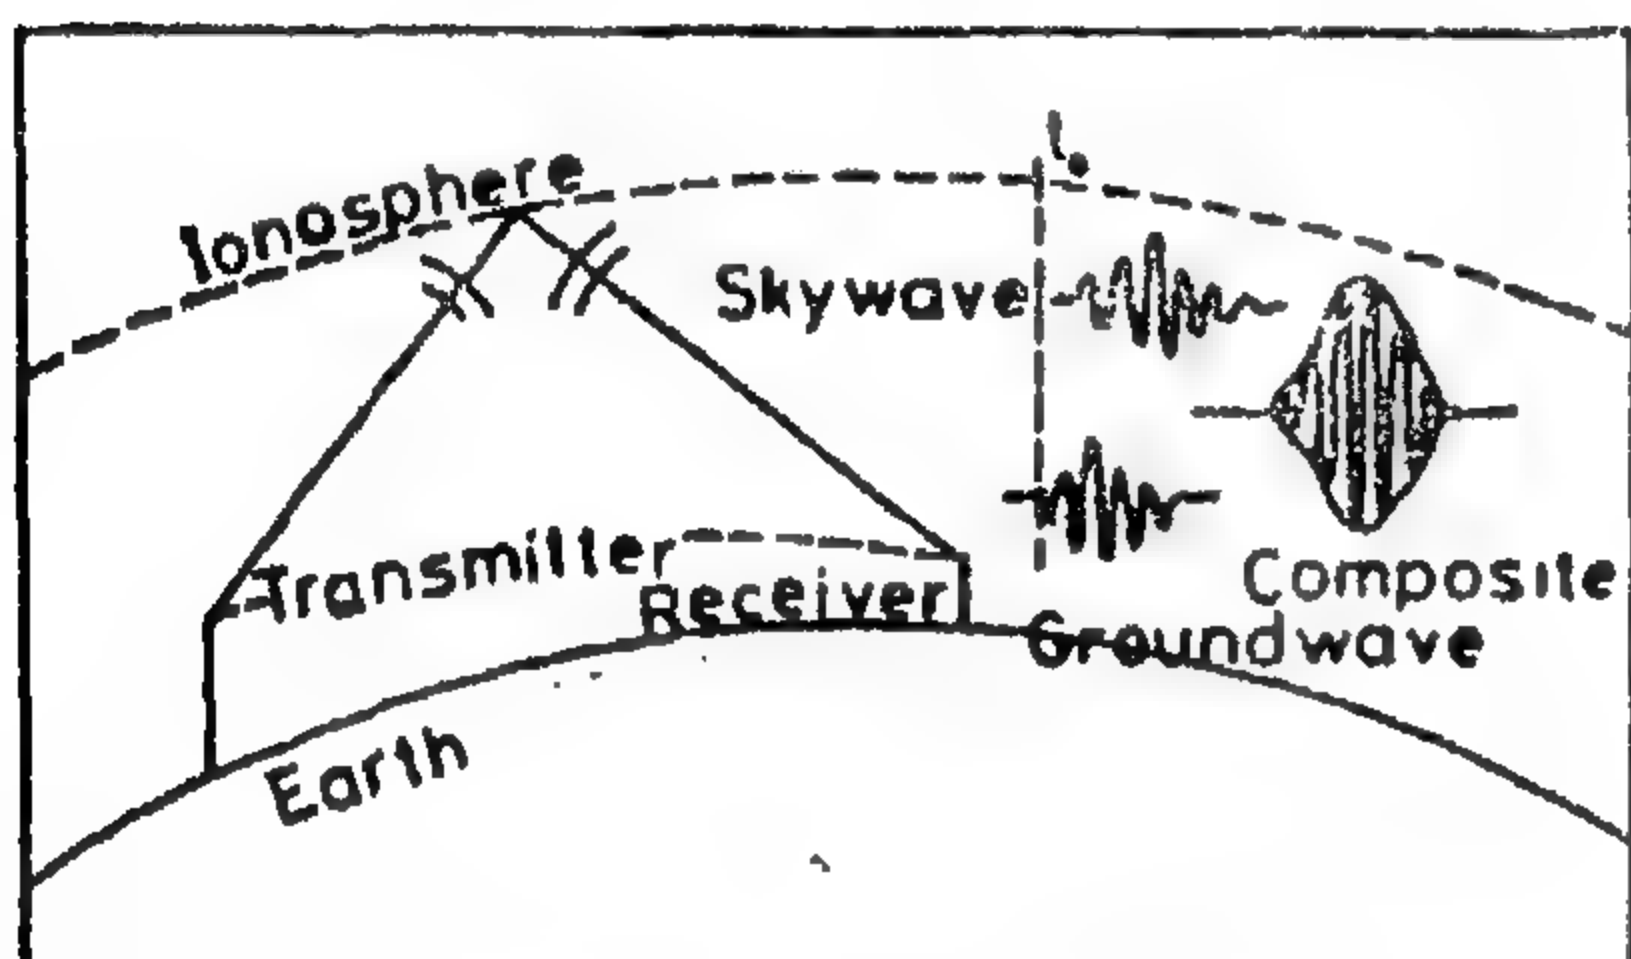 Ionosphere
Skywave
Transmitter
Receiver
Composite
Groundwave
Earth